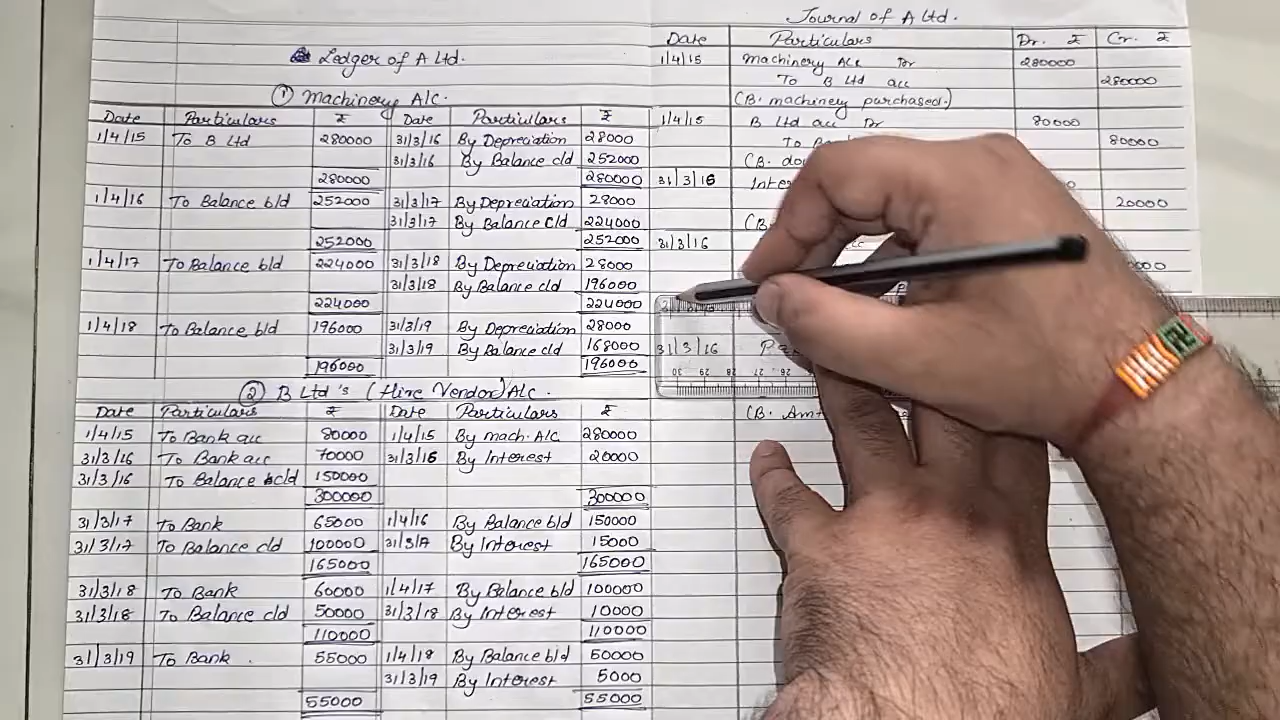 Ledger of A Ltd.
① Machinery A/c.
Date Particulars ₹ Date Particulars ₹
1/4/15 To B Ltd 280000 31/3/16 By Depreciation 28000
31/3/16 By Balance c/d 252000
280000 280000
1/4/16 To Balance b/d 252000 31/3/17 By Depreciation 28000
31/3/17 By Balance c/d 224000
252000 252000
1/4/17 To Balance b/d 224000 31/3/18 By Depreciation 28000
31/3/18 By Balance c/d 196000
224000 224000
1/4/18 To Balance b/d 196000 31/3/19 By Depreciation 28000
31/3/19 By Balance c/d 168000
196000 196000
② B Ltd's (Hire Vendor) A/c.
Date Particulars ₹ Date Particulars ₹
1/4/15 To Bank acc 80000 1/4/15 By mach. A/c 280000
31/3/16 To Bank acc 70000 31/3/16 By Interest 20000
31/3/16 To Balance c/d 150000
300000 300000
31/3/17 To Bank 65000 1/4/16 By Balance b/d 150000
31/3/17 To Balance c/d 100000 31/3/17 By Interest 15000
165000 165000
31/3/18 To Bank 60000 1/4/17 By Balance b/d 100000
31/3/18 To Balance c/d 50000 31/3/18 By Interest 10000
110000 110000
31/3/19 To Bank . 55000 1/4/18 By Balance b/d 50000
31/3/19 By Interest 5000
55000 55000
Journal of A Ltd.
Date Particulars Dr. ₹ Cr. ₹
1/4/15 Machinery Acc Dr 280000
To B Ltd acc 280000
(B. machinery purchased.)
1/4/15 B Ltd acc Dr 80000
To 80000
(B.
31/3/16
20000
(B.
31/3/16
31/3/16
30 29 28 27 26
(B. Am